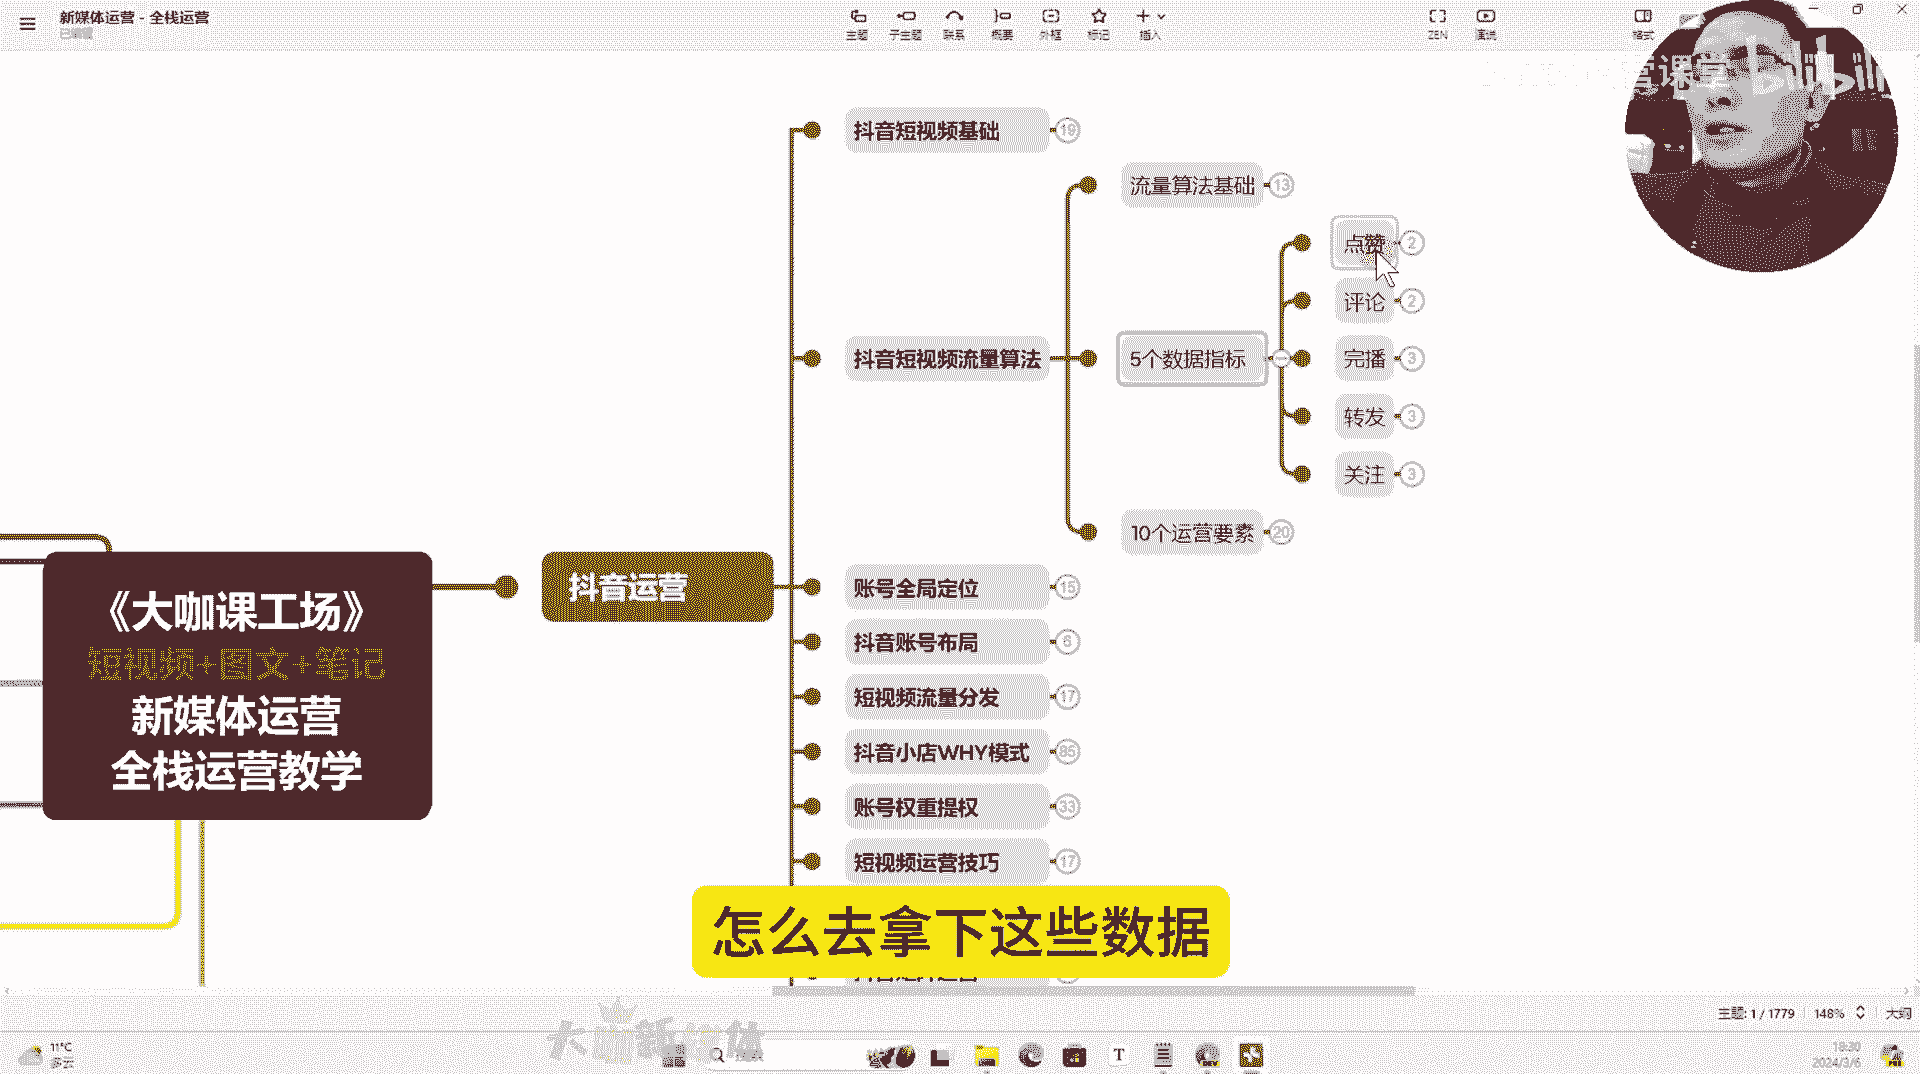 新媒体运营 - 全栈运营
已编辑
主题
子主题
联系
概要
外框
标记
插入
ZEN
演说
格式
营课堂
bilibili
抖音短视频基础
19
流量算法基础
13
点赞
2
评论
2
抖音短视频流量算法
5个数据指标
完播
3
转发
3
关注
3
10个运营要素
20
《大咖课工场》
短视频+图文+笔记
新媒体运营
全栈运营教学
抖音运营
账号全局定位
15
抖音账号布局
6
短视频流量分发
17
抖音小店WHY模式
85
账号权重提权
33
短视频运营技巧
17
怎么去拿下这些数据
主题: 1 / 1779
148%
大纲
大咖新媒体
11°C
多云
搜索
18:30
2024/3/6